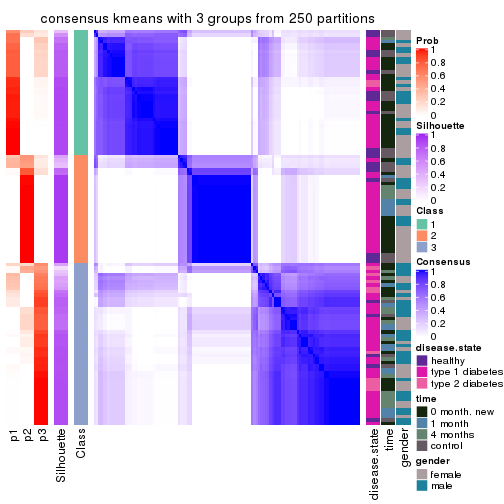 consensus kmeans with 3 groups from 250 partitions
Prob
1
0.8
0.6
0.4
0.2
0
Silhouette
1
0.8
0.6
0.4
0.2
0
Class
1
2
3
Consensus
1
0.8
0.6
0.4
0.2
0
disease.state
healthy
type 1 diabetes
type 2 diabetes
time
0 month, new
1 month
4 months
control
gender
female
male
p1
p2
p3
Silhouette
Class
disease.state
time
gender